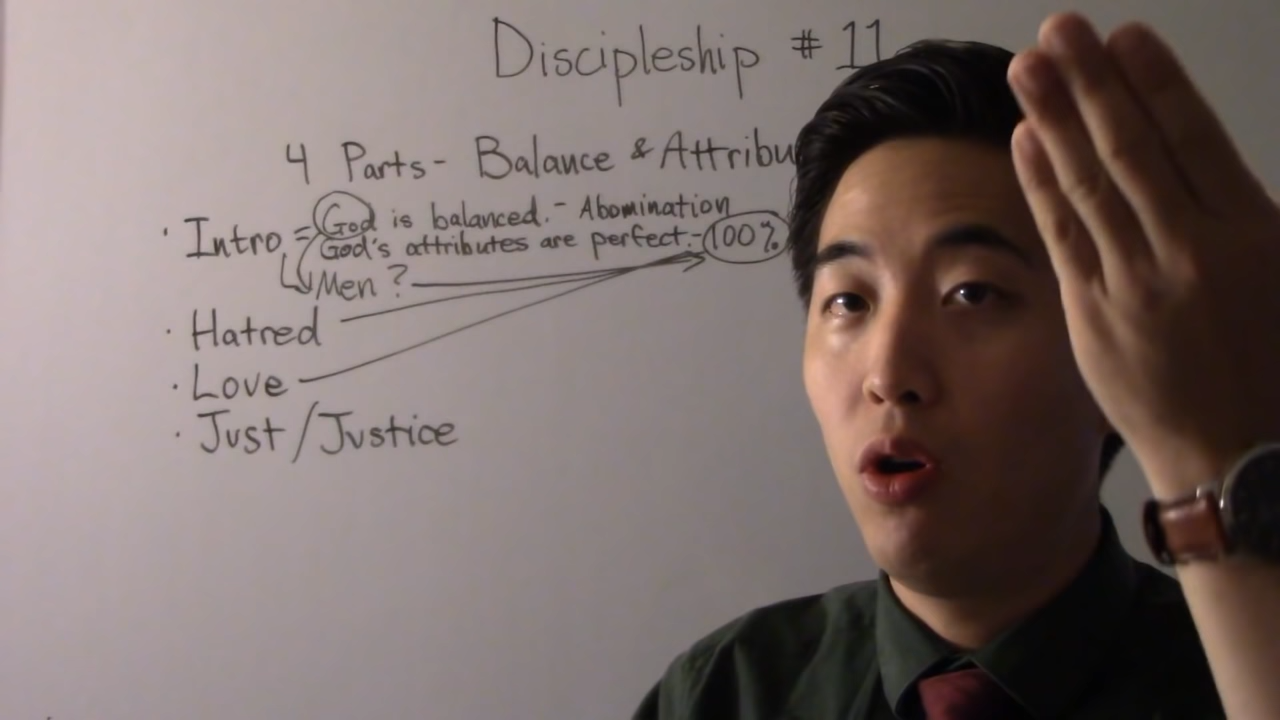 Discipleship # 11
4 Parts - Balance & Attribu
· Intro = God is balanced. - Abomination
God's attributes are perfect. - 100%
Men ?
· Hatred
· Love
· Just/Justice